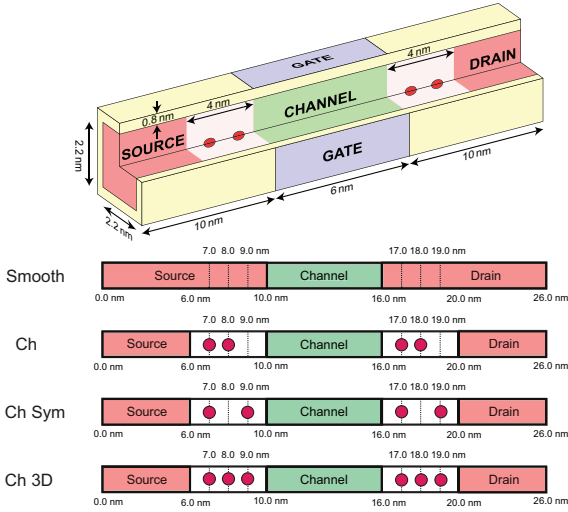 GATE
4 nm
DRAIN
0.8 nm
4 nm
CHANNEL
SOURCE
2.2 nm
GATE
10 nm
6 nm
10 nm
2.2 nm
7.0 8.0 9.0 nm 17.0 18.0 19.0 nm
Smooth Source Channel Drain
0.0 nm 6.0 nm 10.0 nm 16.0 nm 20.0 nm 26.0 nm
7.0 8.0 9.0 nm 17.0 18.0 19.0 nm
Ch Source Channel Drain
0.0 nm 6.0 nm 10.0 nm 16.0 nm 20.0 nm 26.0 nm
7.0 8.0 9.0 nm 17.0 18.0 19.0 nm
Ch Sym Source Channel Drain
0.0 nm 6.0 nm 10.0 nm 16.0 nm 20.0 nm 26.0 nm
7.0 8.0 9.0 nm 17.0 18.0 19.0 nm
Ch 3D Source Channel Drain
0.0 nm 6.0 nm 10.0 nm 16.0 nm 20.0 nm 26.0 nm